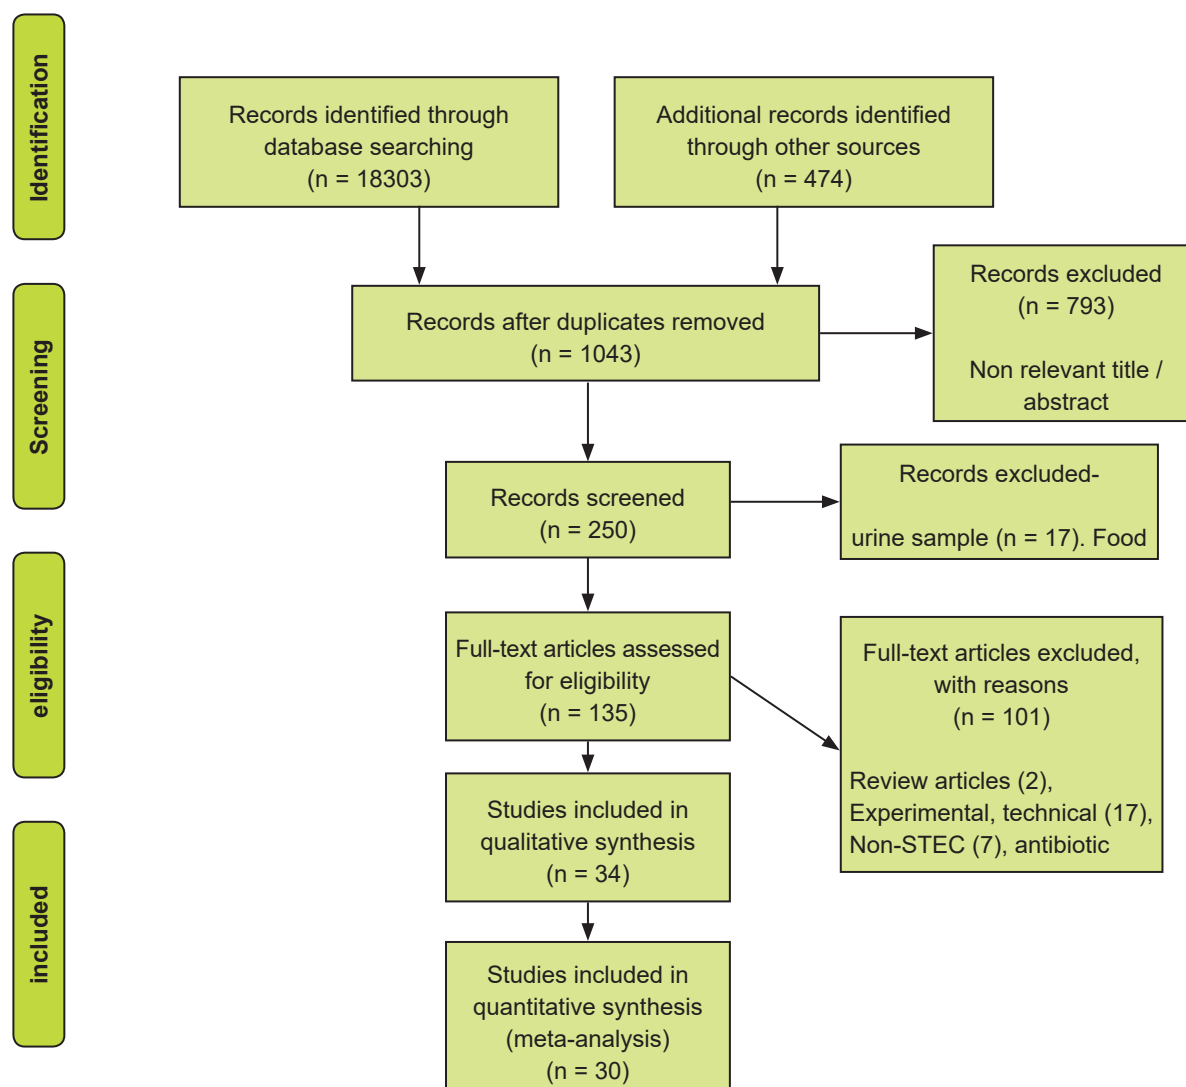 Identification
Records identified through
database searching
(n = 18303)
Additional records identified
through other sources
(n = 474)
Records excluded
(n = 793)
Non relevant title /
abstract
Records after duplicates removed
(n = 1043)
Screening
Records screened
(n = 250)
Records excluded-
urine sample (n = 17). Food
eligibility
Full-text articles assessed
for eligibility
(n = 135)
Full-text articles excluded,
with reasons
(n = 101)
Review articles (2),
Experimental, technical (17),
Non-STEC (7), antibiotic
Studies included in
qualitative synthesis
(n = 34)
included
Studies included in
quantitative synthesis
(meta-analysis)
(n = 30)